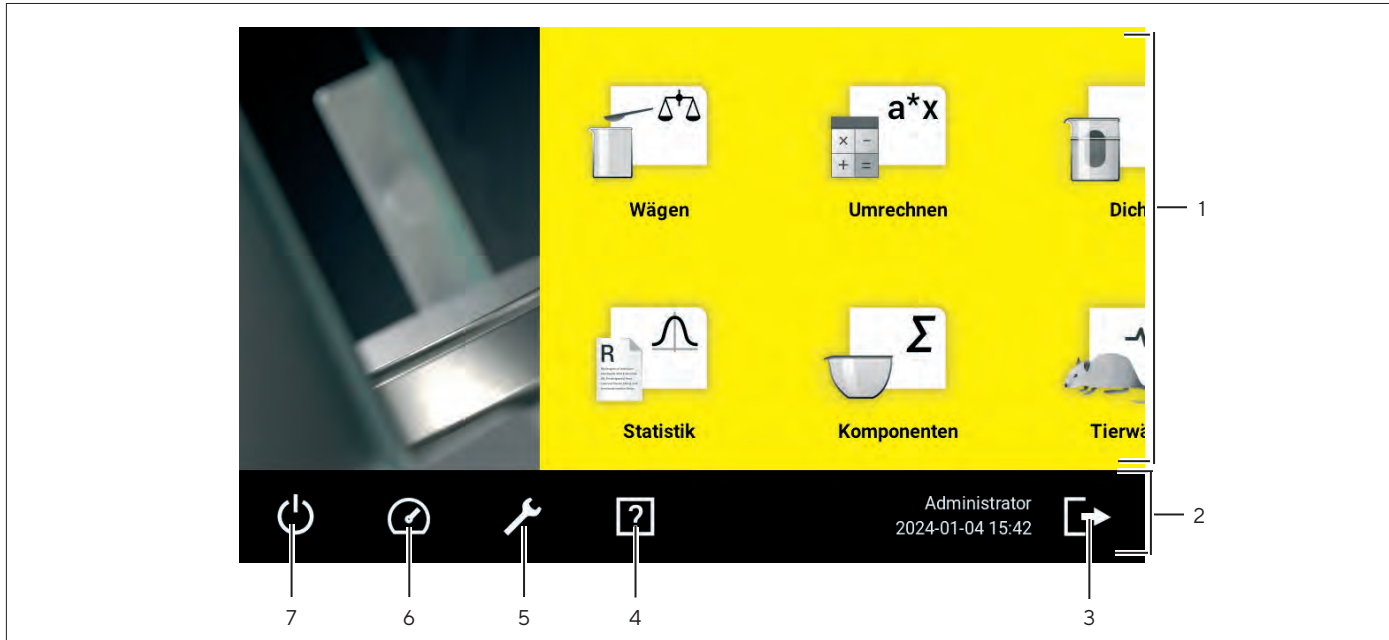 a*x
Wägen
Umrechnen
Dich
1
R
Σ
Statistik
Komponenten
Tierwä
Administrator
2024-01-04 15:42
2
7
6
5
4
3